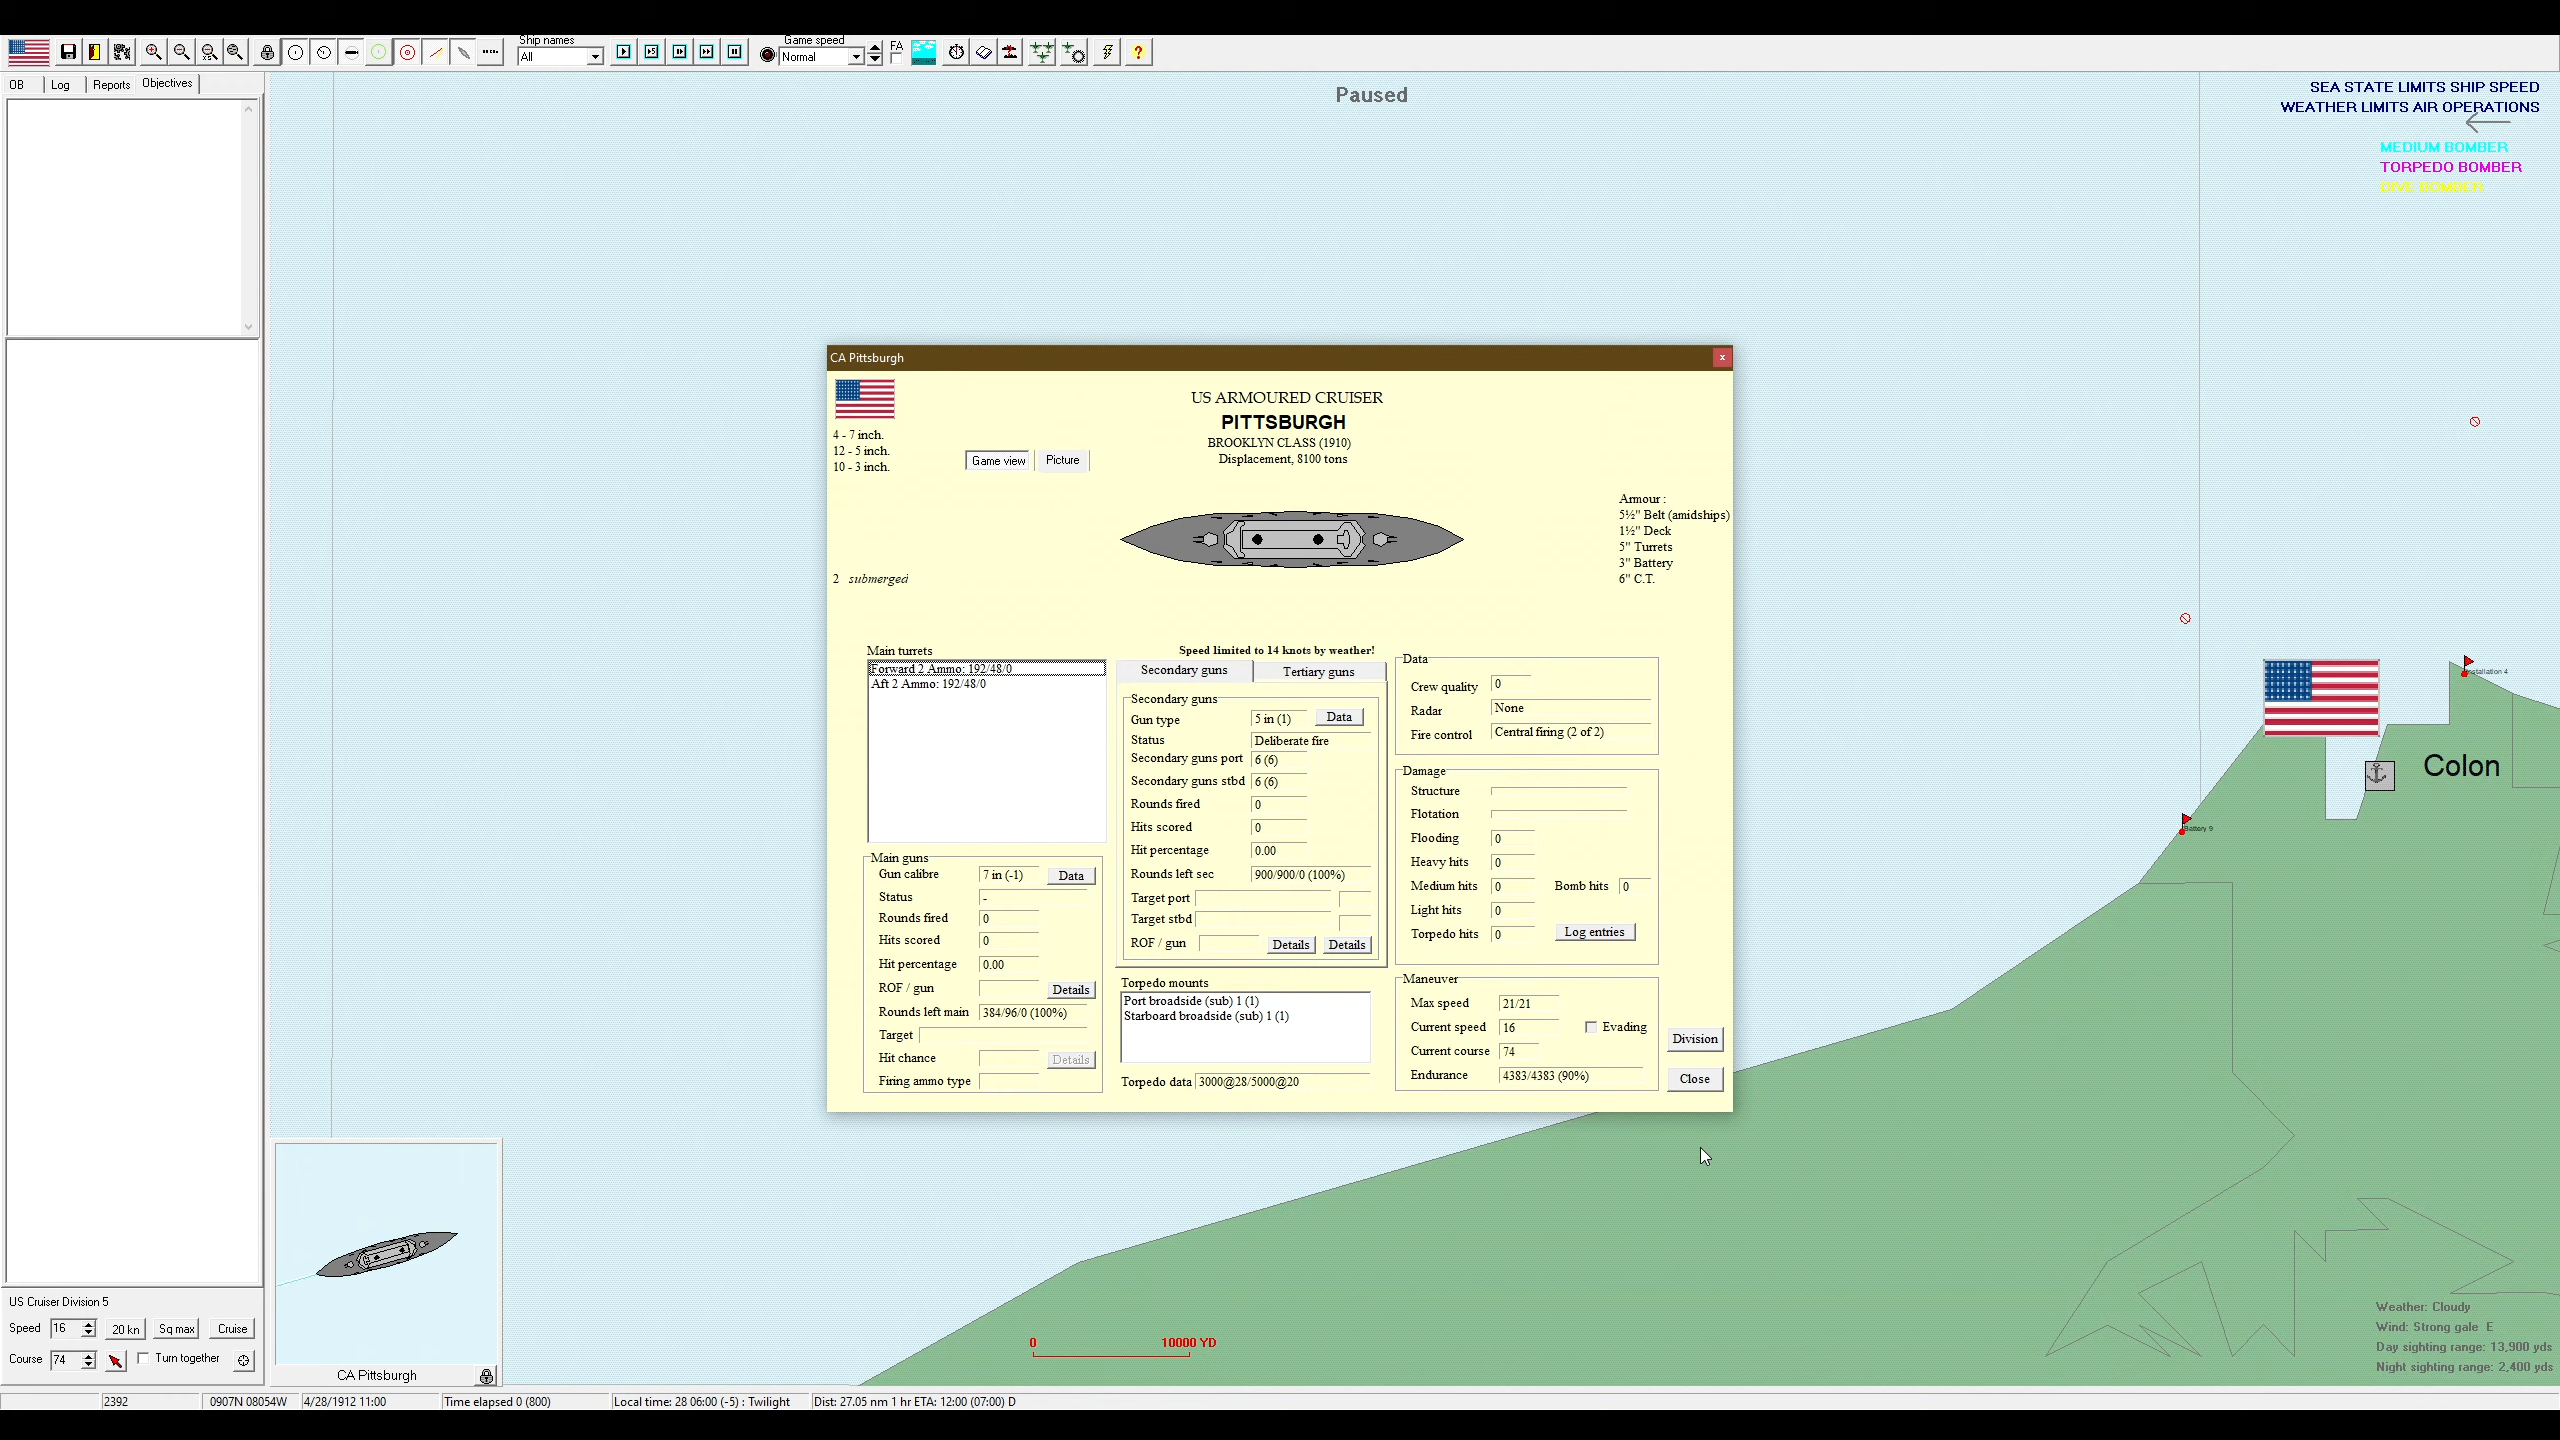 Ship names
All
Game speed
Normal
FA
OB
Log
Reports
Objectives
Paused
SEA STATE LIMITS SHIP SPEED
WEATHER LIMITS AIR OPERATIONS
MEDIUM BOMBER
TORPEDO BOMBER
DIVE BOMBER
CA Pittsburgh
US ARMOURED CRUISER
PITTSBURGH
BROOKLYN CLASS (1910)
Displacement, 8100 tons
4 - 7 inch.
12 - 5 inch.
10 - 3 inch.
Game view
Picture
2 submerged
Armour :
5½" Belt (amidships)
1½" Deck
5" Turrets
3" Battery
6" C.T.
Main turrets
Forward 2 Ammo: 192/48/0
Aft 2 Ammo: 192/48/0
Main guns
Gun calibre 7 in (-1) Data
Status -
Rounds fired 0
Hits scored 0
Hit percentage 0.00
ROF / gun Details
Rounds left main 384/96/0 (100%)
Target
Hit chance Details
Firing ammo type
Speed limited to 14 knots by weather!
Secondary guns
Tertiary guns
Secondary guns
Gun type 5 in (1) Data
Status Deliberate fire
Secondary guns port 6 (6)
Secondary guns stbd 6 (6)
Rounds fired 0
Hits scored 0
Hit percentage 0.00
Rounds left sec 900/900/0 (100%)
Target port
Target stbd
ROF / gun Details Details
Torpedo mounts
Port broadside (sub) 1 (1)
Starboard broadside (sub) 1 (1)
Torpedo data 3000@28/5000@20
Data
Crew quality 0
Radar None
Fire control Central firing (2 of 2)
Damage
Structure
Flotation
Flooding 0
Heavy hits 0
Medium hits 0 Bomb hits 0
Light hits 0
Torpedo hits 0 Log entries
Maneuver
Max speed 21/21
Current speed 16 Evading
Current course 74
Endurance 4383/4383 (90%)
Division
Close
Installation 4
Colon
Battery 9
0 10000 YD
Weather: Cloudy
Wind: Strong gale E
Day sighting range: 13,900 yds
Night sighting range: 2,400 yds
US Cruiser Division 5
Speed 16 20 kn Sq max Cruise
Course 74 Turn together
CA Pittsburgh
2392 0907N 08054W 4/28/1912 11:00 Time elapsed 0 (800) Local time: 28 06:00 (-5) : Twilight Dist: 27.05 nm 1 hr ETA: 12:00 (07:00) D